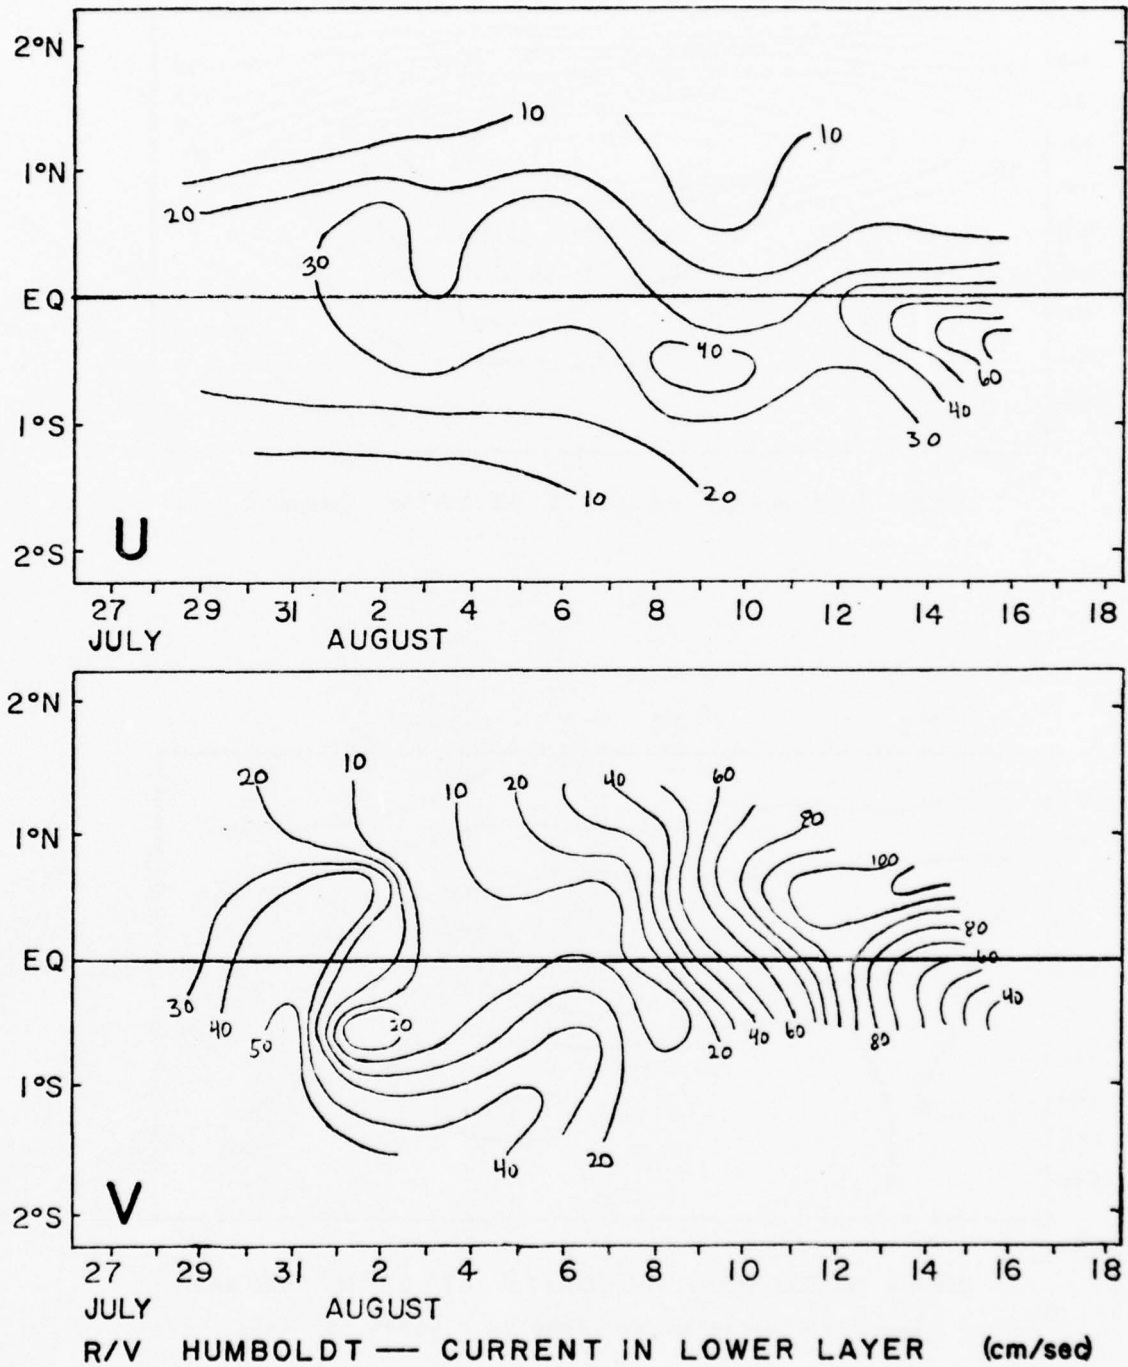 2°N
10
10
1°N
20
30
EQ
40
60
40
1°S
30
10
20
U
2°S
27 29 31 2 4 6 8 10 12 14 16 18
JULY AUGUST
2°N
20 10 10 20 40 60
80
1°N
100
80
EQ
60
30 40 50 20 20 40 60 80 40
1°S
40 20
V
2°S
27 29 31 2 4 6 8 10 12 14 16 18
JULY AUGUST
R/V HUMBOLDT — CURRENT IN LOWER LAYER (cm/sec)